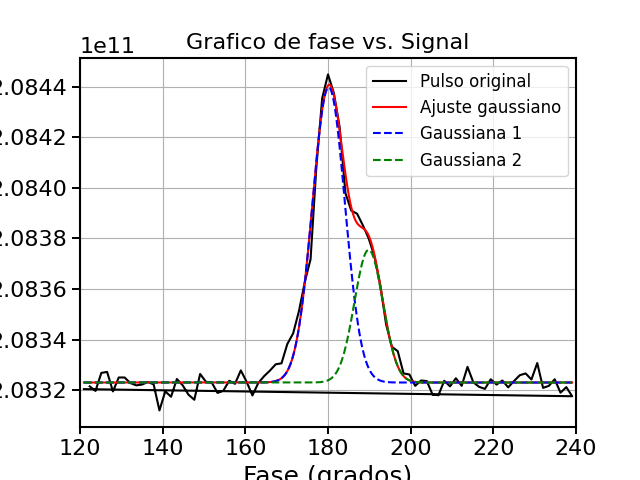 1e11
Grafico de fase vs. Signal
Pulso original
Ajuste gaussiano
Gaussiana 1
Gaussiana 2
2.0844
2.0842
2.0840
2.0838
2.0836
2.0834
2.0832
120 140 160 180 200 220 240
Fase (grados)